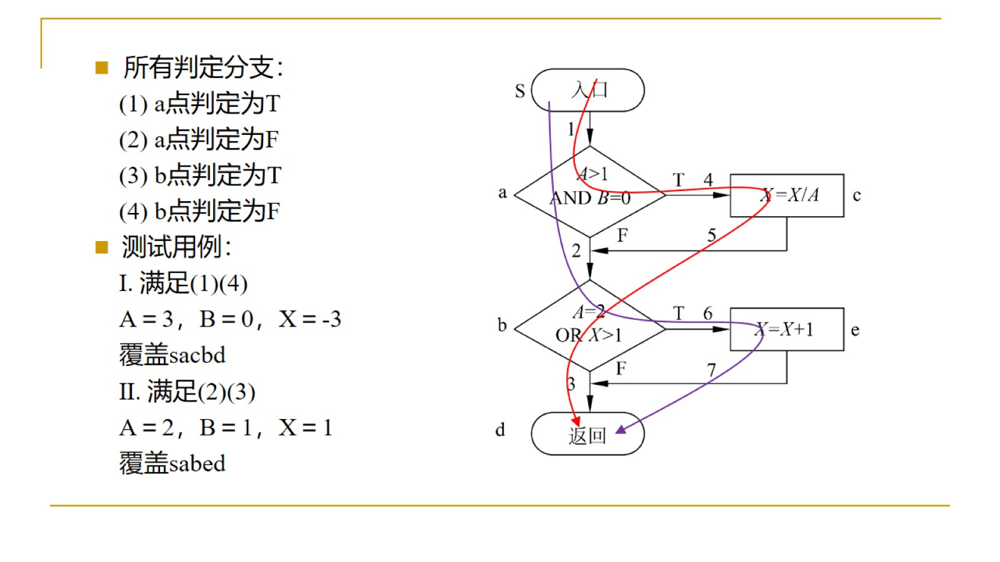 所有判定分支:
(1) a点判定为T
(2) a点判定为F
(3) b点判定为T
(4) b点判定为F
测试用例:
I. 满足(1)(4)
A = 3, B = 0, X = -3
覆盖sacbd
II. 满足(2)(3)
A = 2, B = 1, X = 1
覆盖sabed
S
入口
1
a
A>1
AND B=0
T
4
X=X/A
c
F
5
2
b
A=2
OR X>1
T
6
X=X+1
e
F
7
3
d
返回